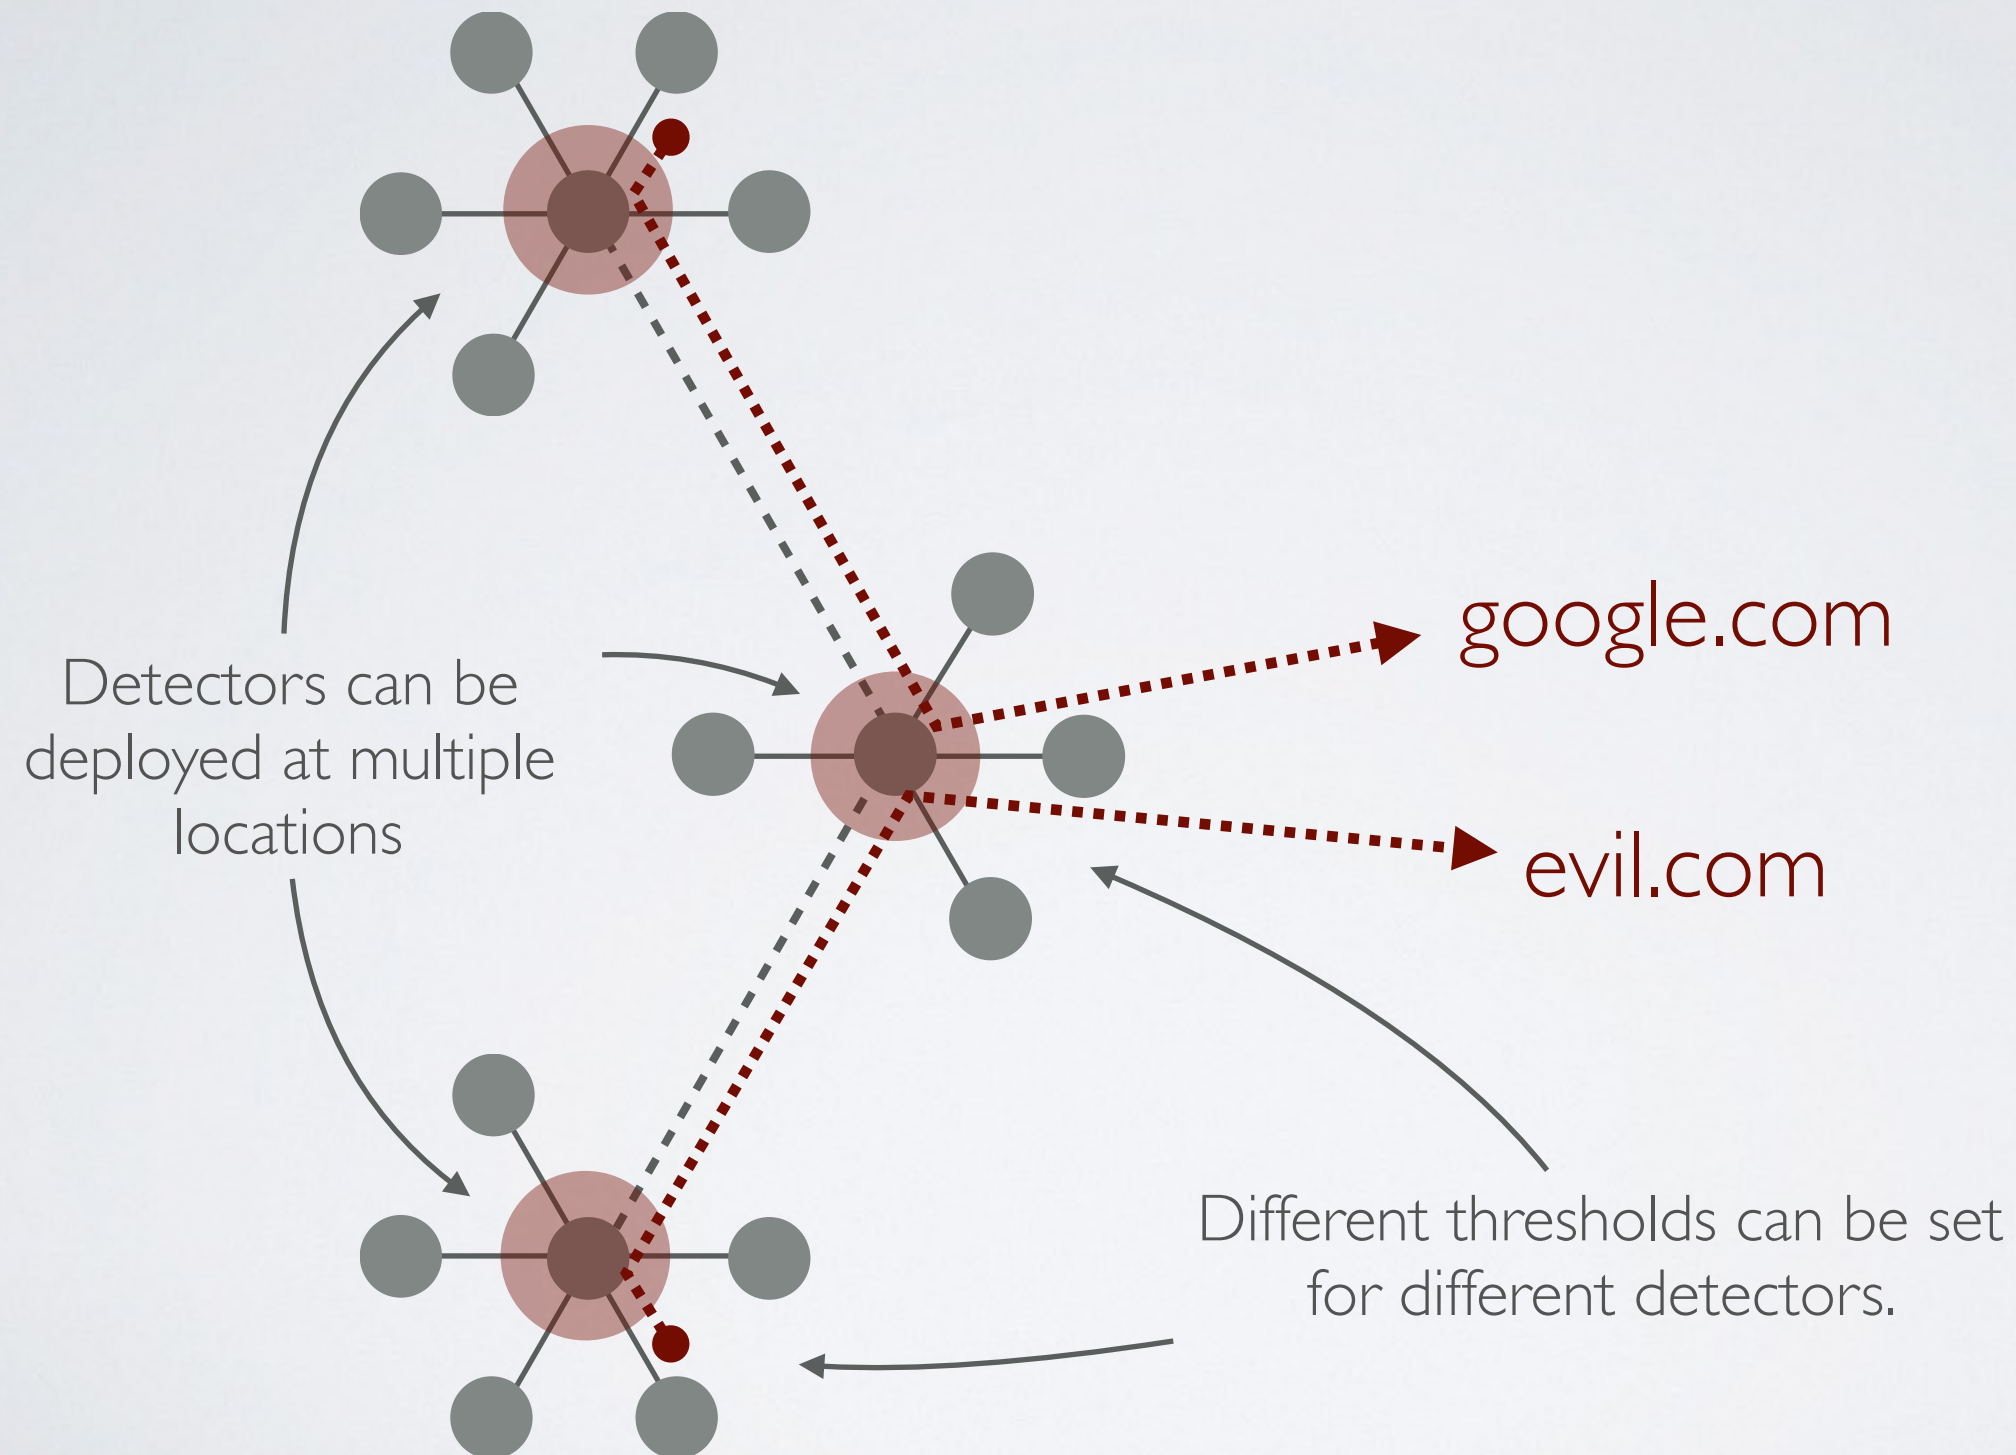 google.com
Detectors can be
deployed at multiple
locations
evil.com
Different thresholds can be set
for different detectors.